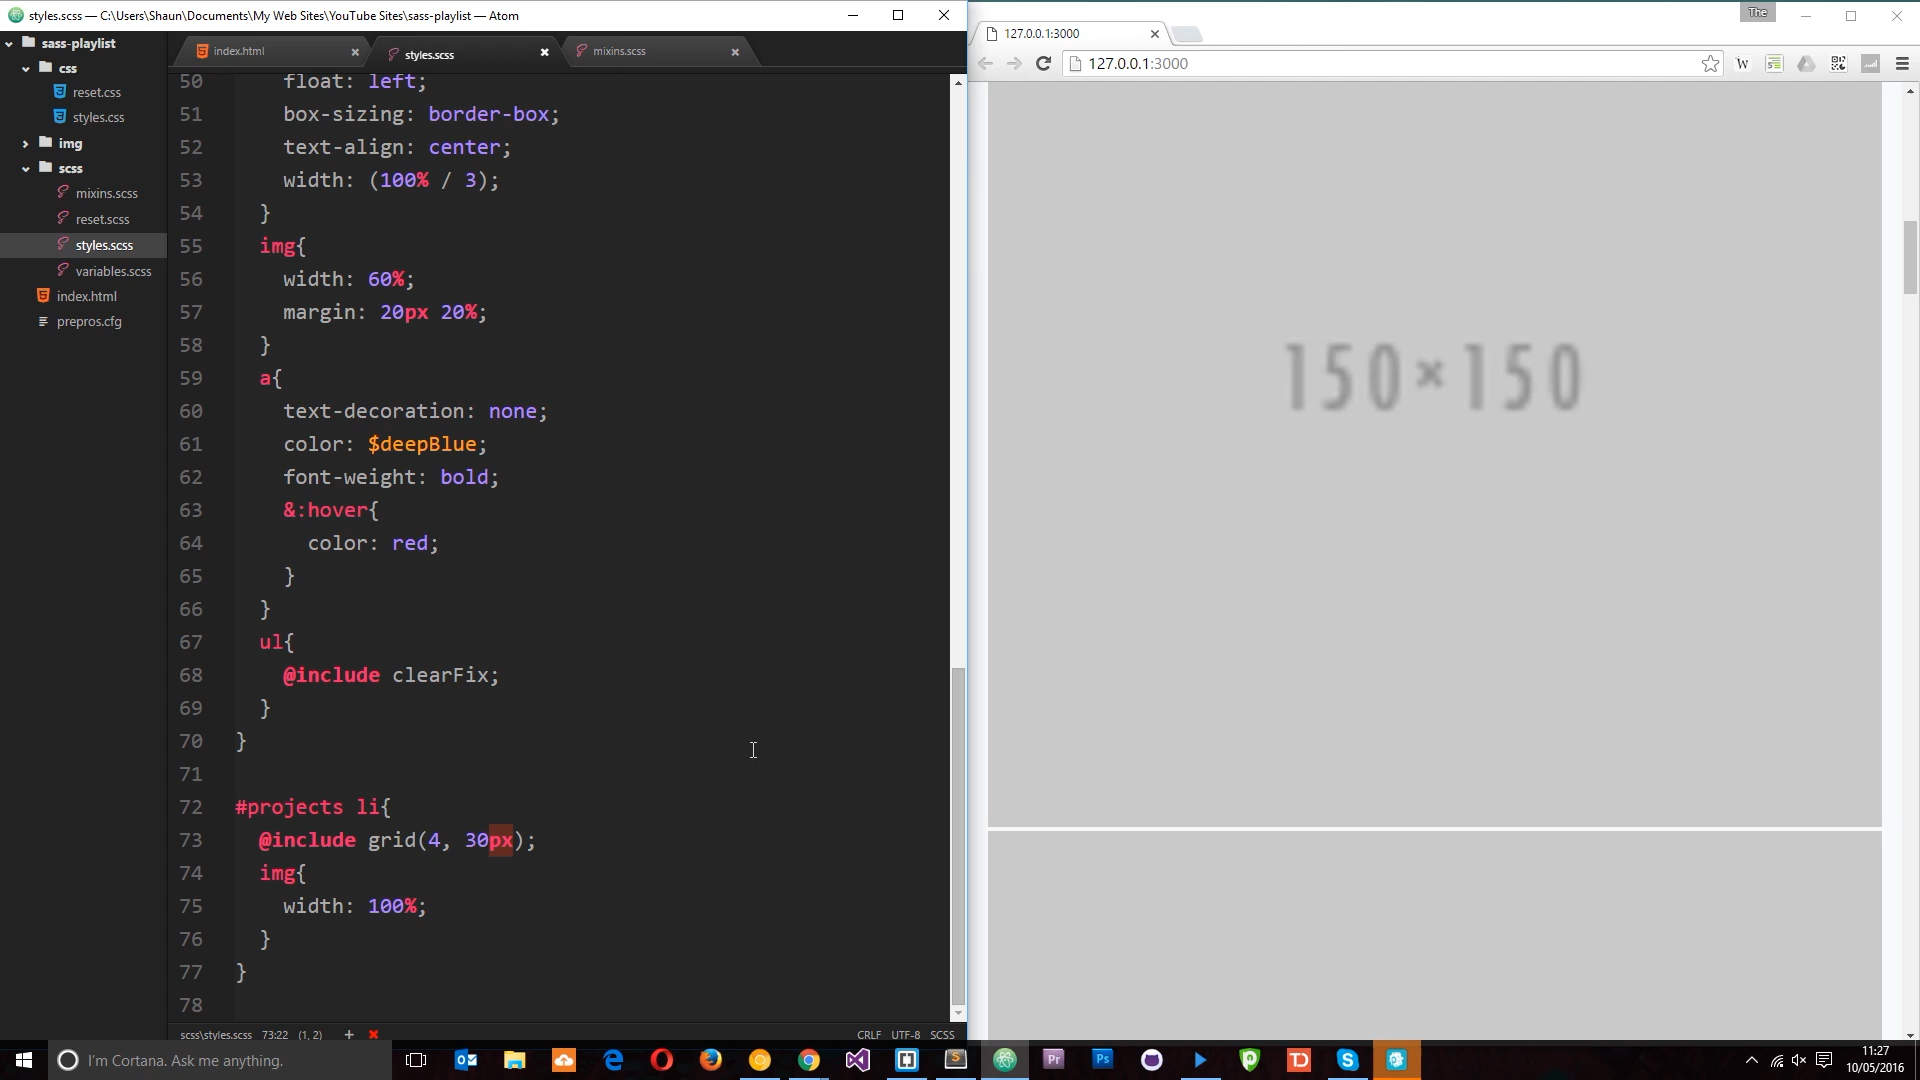 styles.scss — C:\Users\Shaun\Documents\My Web Sites\YouTube Sites\sass-playlist — Atom
The
sass-playlist
css
reset.css
styles.css
img
scss
mixins.scss
reset.scss
styles.scss
variables.scss
index.html
prepros.cfg
index.html
styles.scss
mixins.scss
50 float: left;
51 box-sizing: border-box;
52 text-align: center;
53 width: (100% / 3);
54 }
55 img{
56 width: 60%;
57 margin: 20px 20%;
58 }
59 a{
60 text-decoration: none;
61 color: $deepBlue;
62 font-weight: bold;
63 &:hover{
64 color: red;
65 }
66 }
67 ul{
68 @include clearFix;
69 }
70 }
71
72 #projects li{
73 @include grid(4, 30px);
74 img{
75 width: 100%;
76 }
77 }
78
scss\styles.scss 73:22 (1, 2)
CRLF UTF-8 SCSS
127.0.0.1:3000
127.0.0.1:3000
W
150×150
I'm Cortana. Ask me anything.
Pr
Ps
TD
11:27
10/05/2016